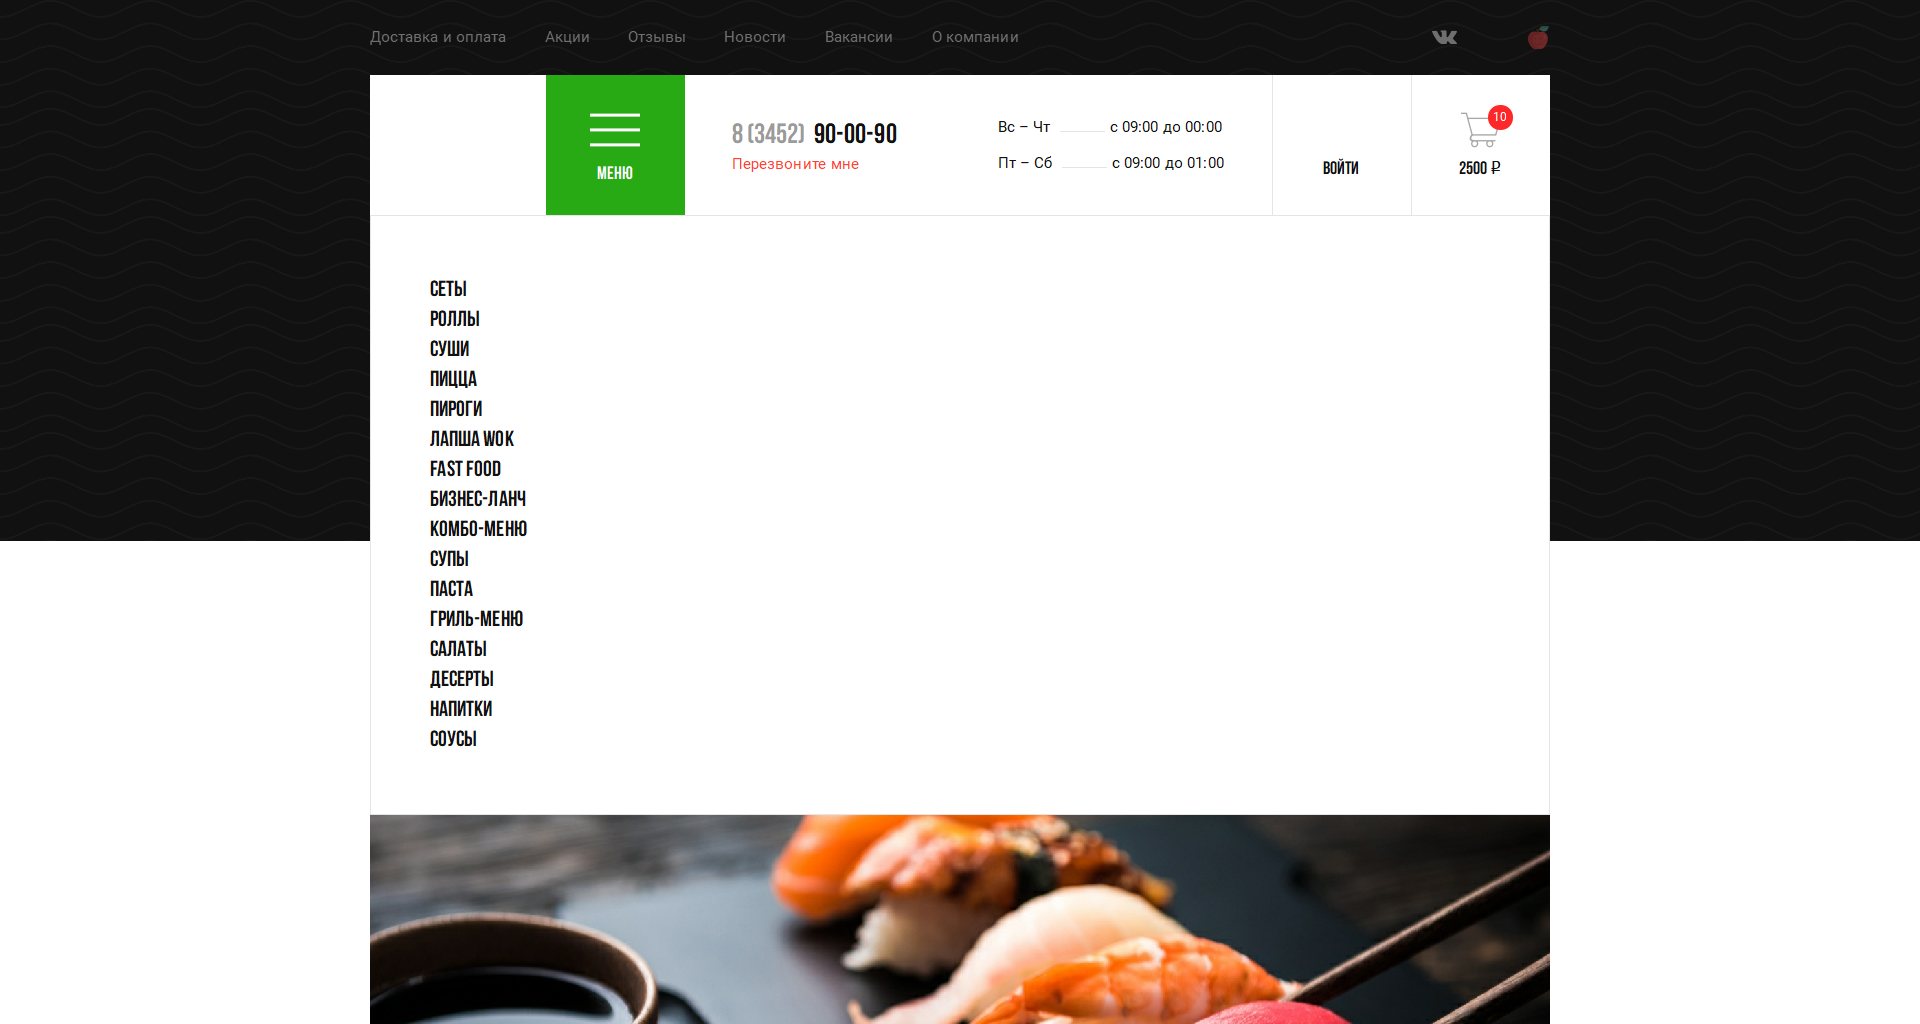 Доставка и оплата Акции Отзывы Новости Вакансии О компании
МЕНЮ
8 (3452) 90-00-90
Перезвоните мне
Вс – Чт с 09:00 до 00:00
Пт – Сб с 09:00 до 01:00
ВОЙТИ
10
2500 ₽
СЕТЫ
РОЛЛЫ
СУШИ
ПИЦЦА
ПИРОГИ
ЛАПША WOK
FAST FOOD
БИЗНЕС-ЛАНЧ
КОМБО-МЕНЮ
СУПЫ
ПАСТА
ГРИЛЬ-МЕНЮ
САЛАТЫ
ДЕСЕРТЫ
НАПИТКИ
СОУСЫ